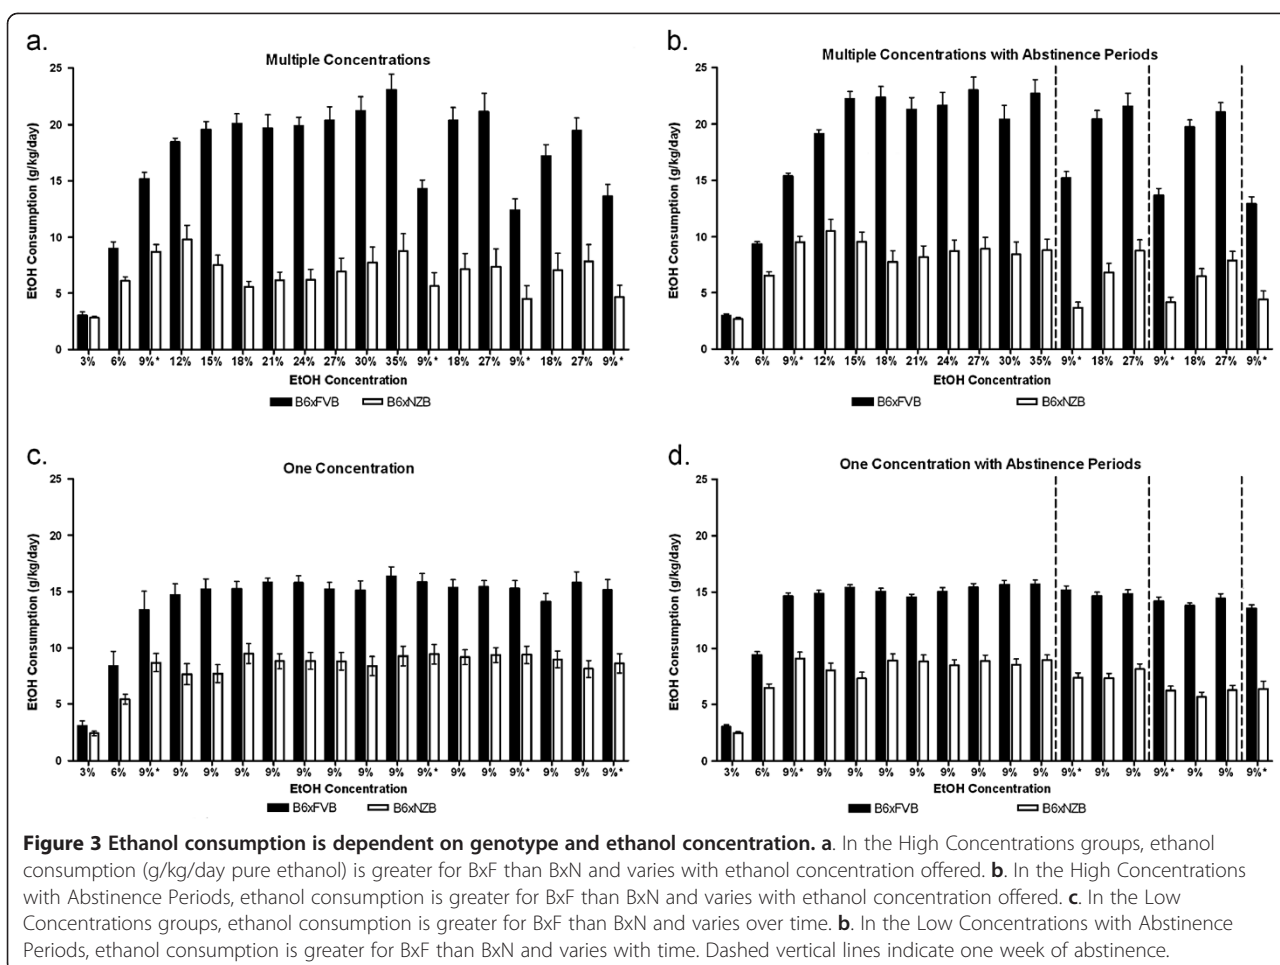 a.
Multiple Concentrations
EtOH Consumption (g/kg/day)
25
20
15
10
5
0
3% 6% 9%* 12% 15% 18% 21% 24% 27% 30% 35% 9%* 18% 27% 9%* 18% 27% 9%*
EtOH Concentration
B6xFVB B6xNZB
b.
Multiple Concentrations with Abstinence Periods
EtOH Consumption (g/kg/day)
25
20
15
10
5
0
3% 6% 9%* 12% 15% 18% 21% 24% 27% 30% 35% 9%* 18% 27% 9%* 18% 27% 9%*
EtOH Concentration
B6xFVB B6xNZB
c.
One Concentration
EtOH Consumption (g/kg/day)
25
20
15
10
5
0
3% 6% 9%* 9% 9% 9% 9% 9% 9% 9% 9% 9%* 9% 9% 9%* 9% 9% 9%*
EtOH Concentration
B6xFVB B6xNZB
d.
One Concentration with Abstinence Periods
EtOH Consumption (g/kg/day)
25
20
15
10
5
0
3% 6% 9%* 9% 9% 9% 9% 9% 9% 9% 9% 9%* 9% 9% 9%* 9% 9% 9%*
EtOH Concentration
B6xFVB B6xNZB
Figure 3 Ethanol consumption is dependent on genotype and ethanol concentration. a. In the High Concentrations groups, ethanol
consumption (g/kg/day pure ethanol) is greater for BxF than BxN and varies with ethanol concentration offered. b. In the High Concentrations
with Abstinence Periods, ethanol consumption is greater for BxF than BxN and varies with ethanol concentration offered. c. In the Low
Concentrations groups, ethanol consumption is greater for BxF than BxN and varies over time. b. In the Low Concentrations with Abstinence
Periods, ethanol consumption is greater for BxF than BxN and varies with time. Dashed vertical lines indicate one week of abstinence.